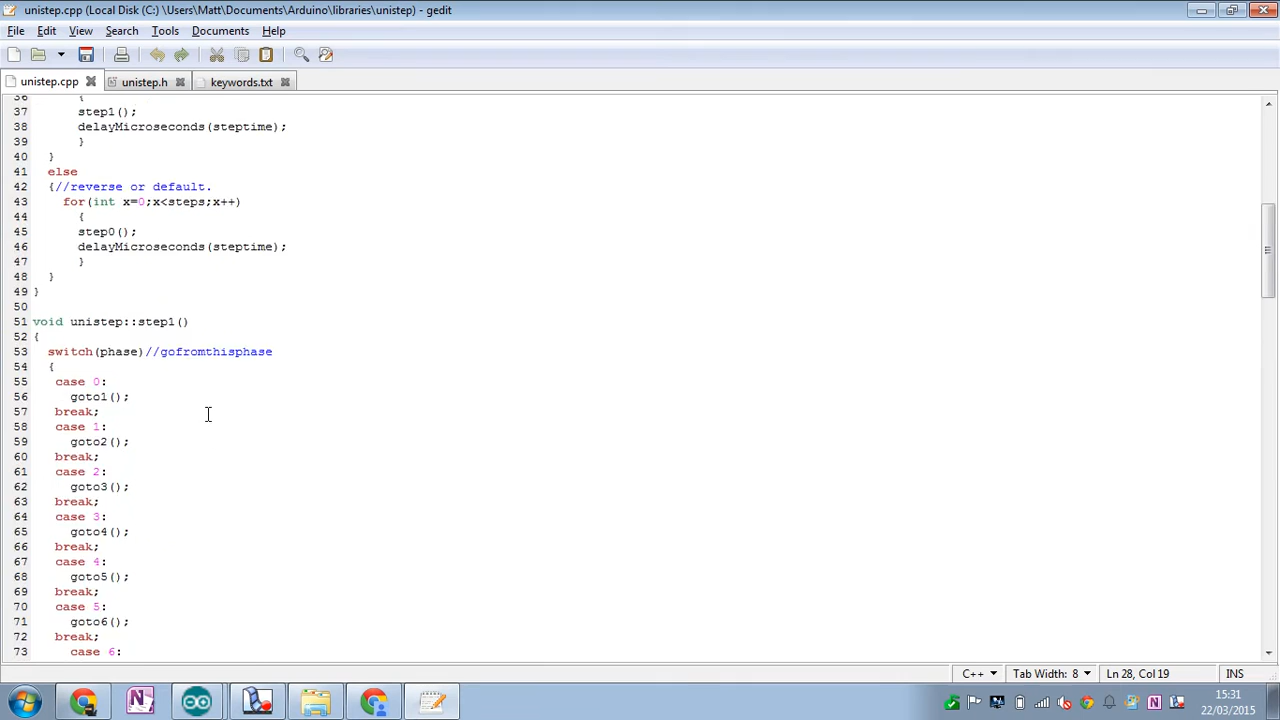 unistep.cpp (Local Disk (C:) \Users\Matt\Documents\Arduino\libraries\unistep) - gedit
File Edit View Search Tools Documents Help
unistep.cpp unistep.h keywords.txt
36 {
37 step1();
38 delayMicroseconds(steptime);
39 }
40 }
41 else
42 {//reverse or default.
43 for(int x=0;x<steps;x++)
44 {
45 step0();
46 delayMicroseconds(steptime);
47 }
48 }
49 }
50
51 void unistep::step1()
52 {
53 switch(phase)//gofromthisphase
54 {
55 case 0:
56 goto1();
57 break;
58 case 1:
59 goto2();
60 break;
61 case 2:
62 goto3();
63 break;
64 case 3:
65 goto4();
66 break;
67 case 4:
68 goto5();
69 break;
70 case 5:
71 goto6();
72 break;
73 case 6:
C++ Tab Width: 8 Ln 28, Col 19 INS
15:31
22/03/2015